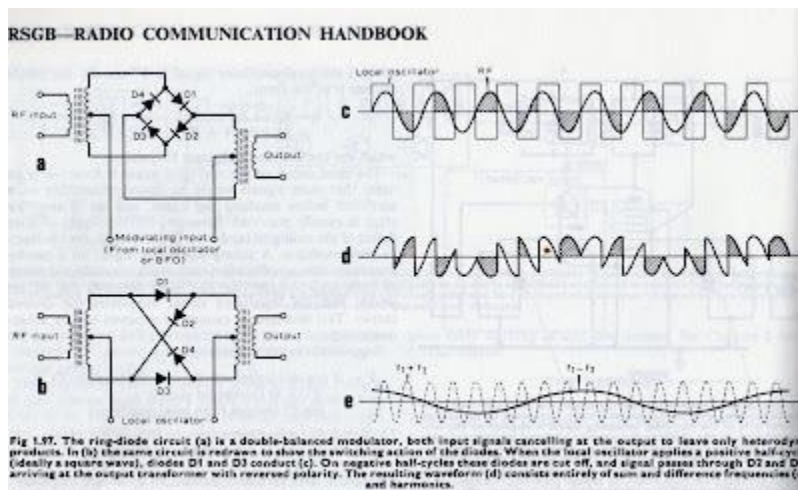 RSGB—RADIO COMMUNICATION HANDBOOK
Local oscillator
RF
D4
D1
RF input
D3
D2
Output
c
a
Modulating input
(From local oscillator
or BFO)
d
D1
D2
RF input
Output
D4
b
D3
Local oscillator
f₁ + f₂
f₁ – f₂
e
Fig 1.97. The ring-diode circuit (a) is a double-balanced modulator, both input signals cancelling at the output to leave only heterody
products. In (b) the same circuit is redrawn to show the switching action of the diodes. When the local oscillator applies a positive half-cyc
(ideally a square wave), diodes D1 and D3 conduct (c). On negative half-cycles these diodes are cut off, and signal passes through D2 and D
arriving at the output transformer with reversed polarity. The resulting waveform (d) consists entirely of sum and difference frequencies (
and harmonics.